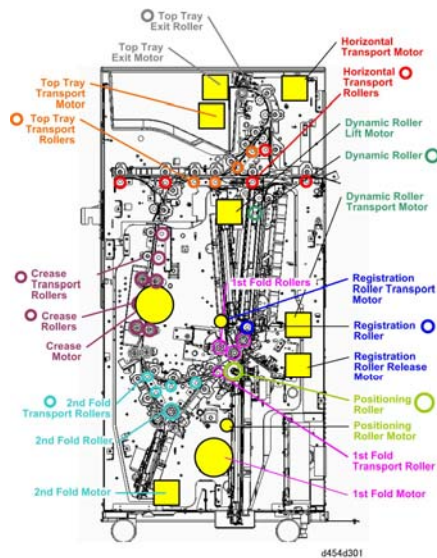 Top Tray
Exit Roller
Top Tray
Exit Motor
Horizontal
Transport Motor
Top Tray
Transport
Motor
Horizontal
Transport
Rollers
Top Tray
Transport
Rollers
Dynamic Roller
Lift Motor
Dynamic Roller
Dynamic Roller
Transport Motor
Crease
Transport
Rollers
1st Fold Rollers
Registration
Roller Transport
Motor
Crease
Rollers
Registration
Roller
Crease
Motor
Registration
Roller Release
Motor
2nd Fold
Transport Rollers
Positioning
Roller
2nd Fold Roller
Positioning
Roller Motor
1st Fold
Transport Roller
2nd Fold Motor
1st Fold Motor
d454d301